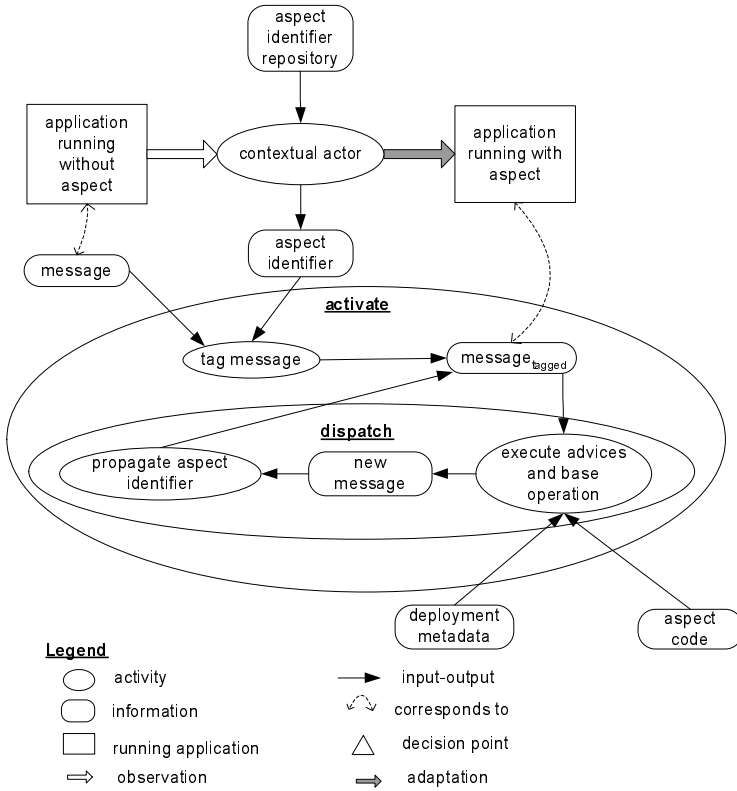 aspect
identifier
repository
application
running
without
aspect
contextual actor
application
running with
aspect
aspect
identifier
message
activate
tag message
message tagged
dispatch
propagate aspect
identifier
new
message
execute advices
and base
operation
deployment
metadata
aspect
code
Legend
activity
input-output
information
corresponds to
running application
decision point
observation
adaptation